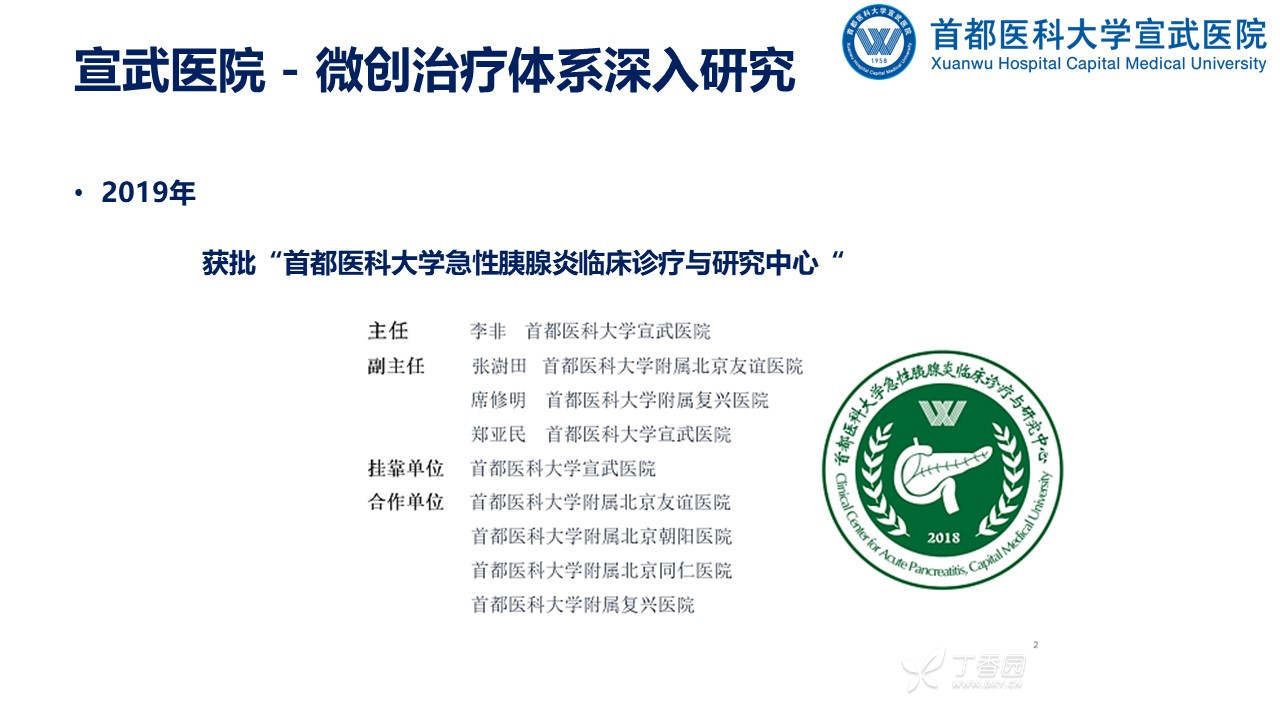 宣武医院 - 微创治疗体系深入研究
首都医科大学宣武医院
Xuanwu Hospital Capital Medical University
首都医科大学宣武医院
Xuanwu Hospital Capital Medical University
1958
• 2019年
获批“首都医科大学急性胰腺炎临床诊疗与研究中心“
主任 李非 首都医科大学宣武医院
副主任 张澍田 首都医科大学附属北京友谊医院
席修明 首都医科大学附属复兴医院
郑亚民 首都医科大学宣武医院
挂靠单位 首都医科大学宣武医院
合作单位 首都医科大学附属北京友谊医院
首都医科大学附属北京朝阳医院
首都医科大学附属北京同仁医院
首都医科大学附属复兴医院
首都医科大学急性胰腺炎临床诊疗与研究中心
2018
Clinical Center for Acute Pancreatitis, Capital Medical University
2
丁香园
WWW.DXY.CN